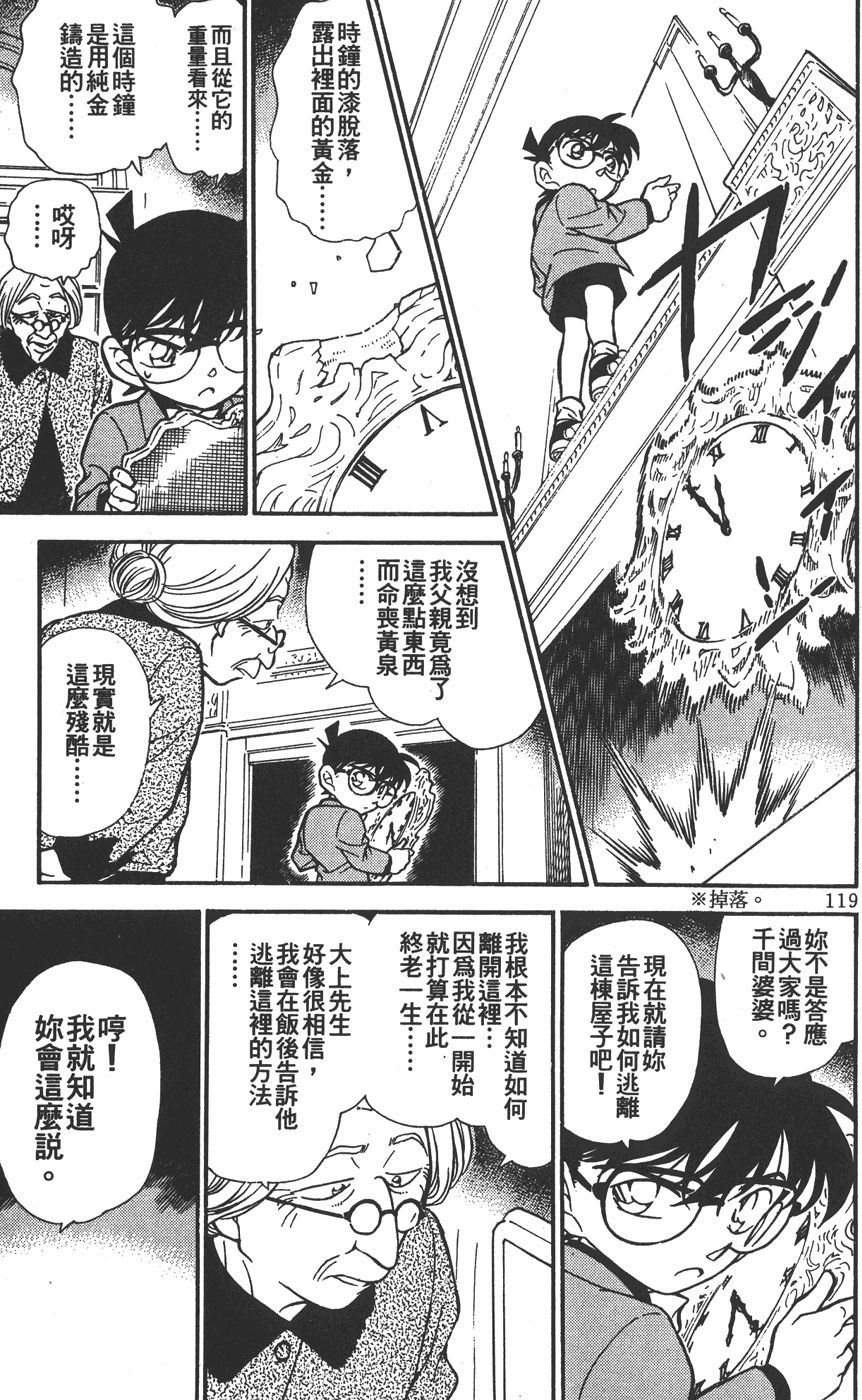 ガ
時鐘的漆脫落，
露出裡面的黃金……
而且從它的
重量看來……
這個時鐘
是用純金
鑄造的……
哎呀
……
沒想到
我父親竟為了
這麼點東西
而命喪黃泉
……
現實就是
這麼殘酷……
※掉落。
119
妳不是答應
過大家嗎？
千間婆婆。
現在就請妳
告訴我如何逃離
這棟屋子吧！
我根本不知道如何
離開這裡…
因為我從一開始
就打算在此
終老一生……
大上先生
好像很相信，
我會在飯後告訴他
逃離這裡的方法
……
哼！
我就知道
妳會這麼說。